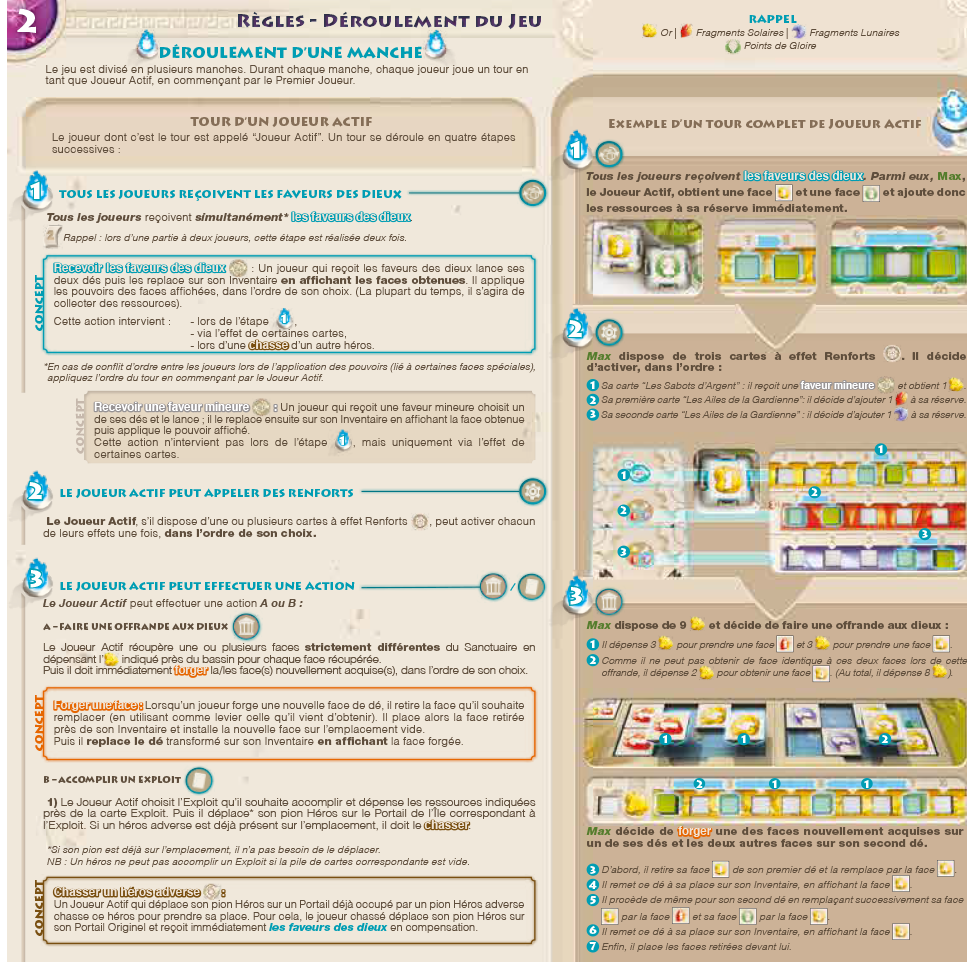 2
Règles - Déroulement du Jeu
DÉROULEMENT D'UNE MANCHE
Le jeu est divisé en plusieurs manches. Durant chaque manche, chaque joueur joue un tour en
tant que Joueur Actif, en commençant par le Premier Joueur.
TOUR D'UN JOUEUR ACTIF
Le joueur dont c'est le tour est appelé "Joueur Actif". Un tour se déroule en quatre étapes
successives :
1 TOUS LES JOUEURS REÇOIVENT LES FAVEURS DES DIEUX
Tous les joueurs reçoivent simultanément* les faveurs des dieux.
2 Rappel : lors d'une partie à deux joueurs, cette étape est réalisée deux fois.
CONCEPT
Recevoir les faveurs des dieux : Un joueur qui reçoit les faveurs des dieux lance ses
deux dés puis les replace sur son Inventaire en affichant les faces obtenues. Il applique
les pouvoirs des faces affichées, dans l'ordre de son choix. (La plupart du temps, il s'agira de
collecter des ressources).
Cette action intervient : - lors de l'étape 1,
- via l'effet de certaines cartes,
- lors d'une chasse d'un autre héros.
*En cas de conflit d'ordre entre les joueurs lors de l'application des pouvoirs (lié à certaines faces spéciales),
appliquez l'ordre du tour en commençant par le Joueur Actif.
CONCEPT
Recevoir une faveur mineure : Un joueur qui reçoit une faveur mineure choisit un
de ses dés et le lance ; il le replace ensuite sur son Inventaire en affichant la face obtenue
puis applique le pouvoir affiché.
Cette action n'intervient pas lors de l'étape 1, mais uniquement via l'effet de
certaines cartes.
2 LE JOUEUR ACTIF PEUT APPELER DES RENFORTS
Le Joueur Actif, s'il dispose d'une ou plusieurs cartes à effet Renforts , peut activer chacun
de leurs effets une fois, dans l'ordre de son choix.
3 LE JOUEUR ACTIF PEUT EFFECTUER UNE ACTION /
Le Joueur Actif peut effectuer une action A ou B :
A – FAIRE UNE OFFRANDE AUX DIEUX
Le Joueur Actif récupère une ou plusieurs faces strictement différentes du Sanctuaire en
dépensant l' indiqué près du bassin pour chaque face récupérée.
Puis il doit immédiatement forger la/les face(s) nouvellement acquise(s), dans l'ordre de son choix.
CONCEPT
Forger une face : Lorsqu'un joueur forge une nouvelle face de dé, il retire la face qu'il souhaite
remplacer (en utilisant comme levier celle qu'il vient d'obtenir). Il place alors la face retirée
près de son Inventaire et installe la nouvelle face sur l'emplacement vide.
Puis il replace le dé transformé sur son Inventaire en affichant la face forgée.
B – ACCOMPLIR UN EXPLOIT
1) Le Joueur Actif choisit l'Exploit qu'il souhaite accomplir et dépense les ressources indiquées
près de la carte Exploit. Puis il déplace* son pion Héros sur le Portail de l'Île correspondant à
l'Exploit. Si un héros adverse est déjà présent sur l'emplacement, il doit le chasser.
*Si son pion est déjà sur l'emplacement, il n'a pas besoin de le déplacer.
NB : Un héros ne peut pas accomplir un Exploit si la pile de cartes correspondante est vide.
CONCEPT
Chasser un héros adverse :
Un Joueur Actif qui déplace son pion Héros sur un Portail déjà occupé par un pion Héros adverse
chasse ce héros pour prendre sa place. Pour cela, le joueur chassé déplace son pion Héros sur
son Portail Originel et reçoit immédiatement les faveurs des dieux en compensation.
RAPPEL
Or | Fragments Solaires | Fragments Lunaires
Points de Gloire
Exemple d'un tour complet de Joueur Actif
1
Tous les joueurs reçoivent les faveurs des dieux. Parmi eux, Max,
le Joueur Actif, obtient une face et une face et ajoute donc
les ressources à sa réserve immédiatement.
2
Max dispose de trois cartes à effet Renforts . Il décide
d'activer, dans l'ordre :
1 Sa carte "Les Sabots d'Argent" : il reçoit une faveur mineure et obtient 1 .
2 Sa première carte "Les Ailes de la Gardienne": il décide d'ajouter 1 à sa réserve.
3 Sa seconde carte "Les Ailes de la Gardienne" : il décide d'ajouter 1 à sa réserve.
1
1
2
2
3
3
3
Max dispose de 9 et décide de faire une offrande aux dieux :
1 Il dépense 3 pour prendre une face et 3 pour prendre une face .
2 Comme il ne peut pas obtenir de face identique à ces deux faces lors de cette
offrande, il dépense 2 pour obtenir une face . (Au total, il dépense 8 ).
1 1 2
2 1 1
Max décide de forger une des faces nouvellement acquises sur
un de ses dés et les deux autres faces sur son second dé.
3 D'abord, il retire sa face de son premier dé et la remplace par la face .
4 Il remet ce dé à sa place sur son Inventaire, en affichant la face .
5 Il procède de même pour son second dé en remplaçant successivement sa face
par la face et sa face par la face .
6 Il remet ce dé à sa place sur son Inventaire, en affichant la face .
7 Enfin, il place les faces retirées devant lui.